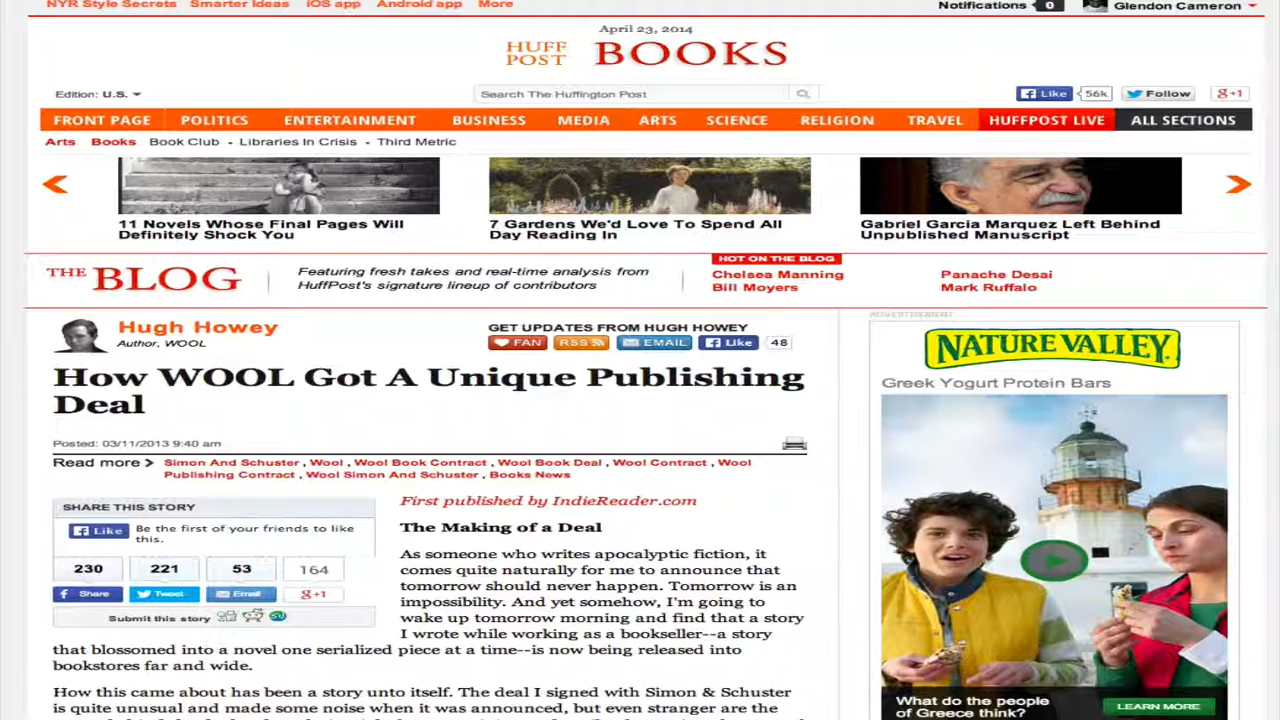 NYR Style Secrets Smarter Ideas iOS app Android app More Notifications 0 Glendon Cameron
April 23, 2014
HUFF POST BOOKS
Edition: U.S. Search The Huffington Post Like 56k Follow g+1
FRONT PAGE POLITICS ENTERTAINMENT BUSINESS MEDIA ARTS SCIENCE RELIGION TRAVEL HUFFPOST LIVE ALL SECTIONS
Arts Books Book Club • Libraries In Crisis • Third Metric
11 Novels Whose Final Pages Will
Definitely Shock You
7 Gardens We'd Love To Spend All
Day Reading In
Gabriel Garcia Marquez Left Behind
Unpublished Manuscript
THE BLOG
Featuring fresh takes and real-time analysis from
HuffPost's signature lineup of contributors
HOT ON THE BLOG
Chelsea Manning Panache Desai
Bill Moyers Mark Ruffalo
Hugh Howey
Author, WOOL
GET UPDATES FROM HUGH HOWEY
FAN RSS EMAIL Like 48
How WOOL Got A Unique Publishing
Deal
Posted: 03/11/2013 9:40 am
Read more Simon And Schuster , Wool , Wool Book Contract , Wool Book Deal , Wool Contract , Wool
Publishing Contract , Wool Simon And Schuster , Books News
SHARE THIS STORY
Like Be the first of your friends to like
this.
230 221 53 164
Share Tweet Email g+1
Submit this story
First published by IndieReader.com
The Making of a Deal
As someone who writes apocalyptic fiction, it
comes quite naturally for me to announce that
tomorrow should never happen. Tomorrow is an
impossibility. And yet somehow, I'm going to
wake up tomorrow morning and find that a story
I wrote while working as a bookseller--a story
that blossomed into a novel one serialized piece at a time--is now being released into
bookstores far and wide.
How this came about has been a story unto itself. The deal I signed with Simon & Schuster
is quite unusual and made some noise when it was announced, but even stranger are the
ADVERTISEMENT
NATURE VALLEY
Greek Yogurt Protein Bars
What do the people
of Greece think?
LEARN MORE